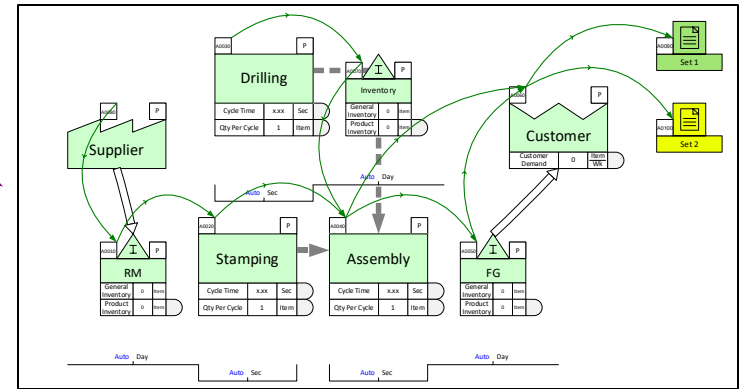 A0030
P
Drilling
Cycle Time x.xx Sec
Qty Per Cycle 1 Item
A0070
I
P
Inventory
General Inventory 0 Item
Product Inventory 0 Item
A0090
Set 1
A0100
Set 2
A0080
P
Supplier
A0060
P
Customer
Customer Demand 0 Item Wk
Auto Sec
Auto Day
A0010
I
P
RM
General Inventory 0 Item
Product Inventory 0 Item
A0020
P
Stamping
Cycle Time x.xx Sec
Qty Per Cycle 1 Item
A0040
P
Assembly
Cycle Time x.xx Sec
Qty Per Cycle 1 Item
A0050
I
P
FG
General Inventory 0 Item
Product Inventory 0 Item
Auto Day
Auto Sec
Auto Sec
Auto Day